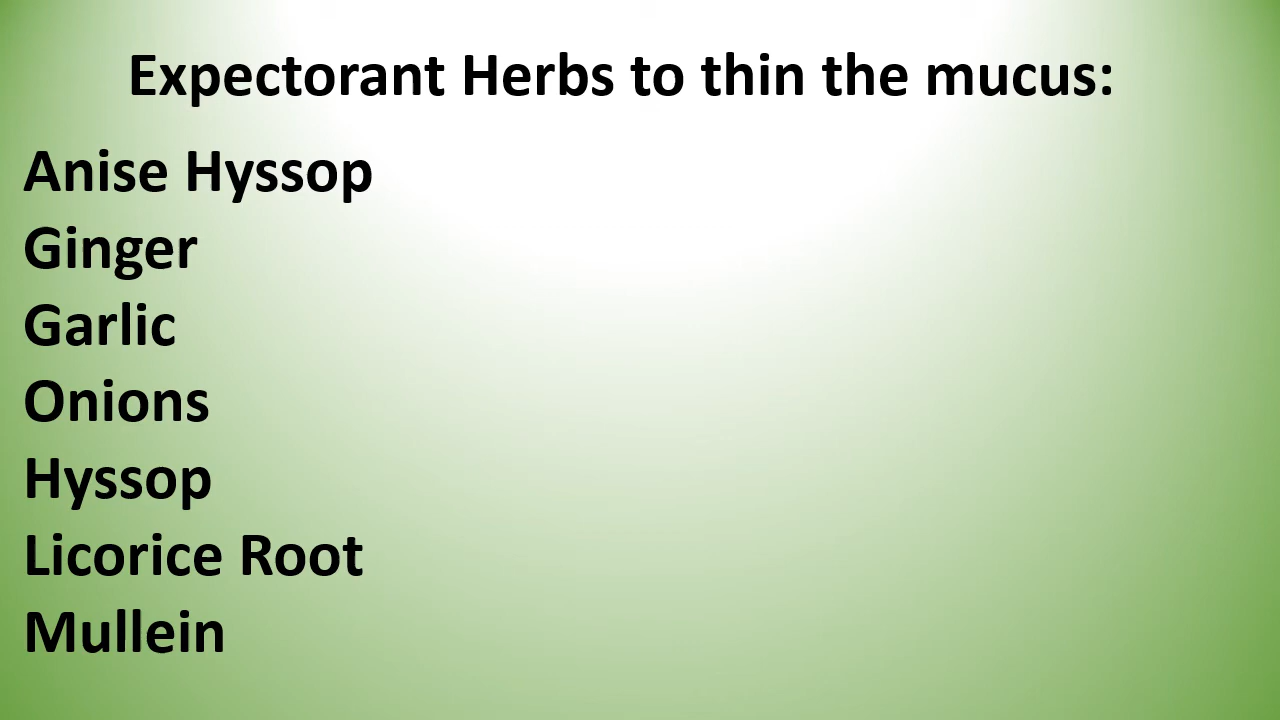 Expectorant Herbs to thin the mucus:
Anise Hyssop
Ginger
Garlic
Onions
Hyssop
Licorice Root
Mullein